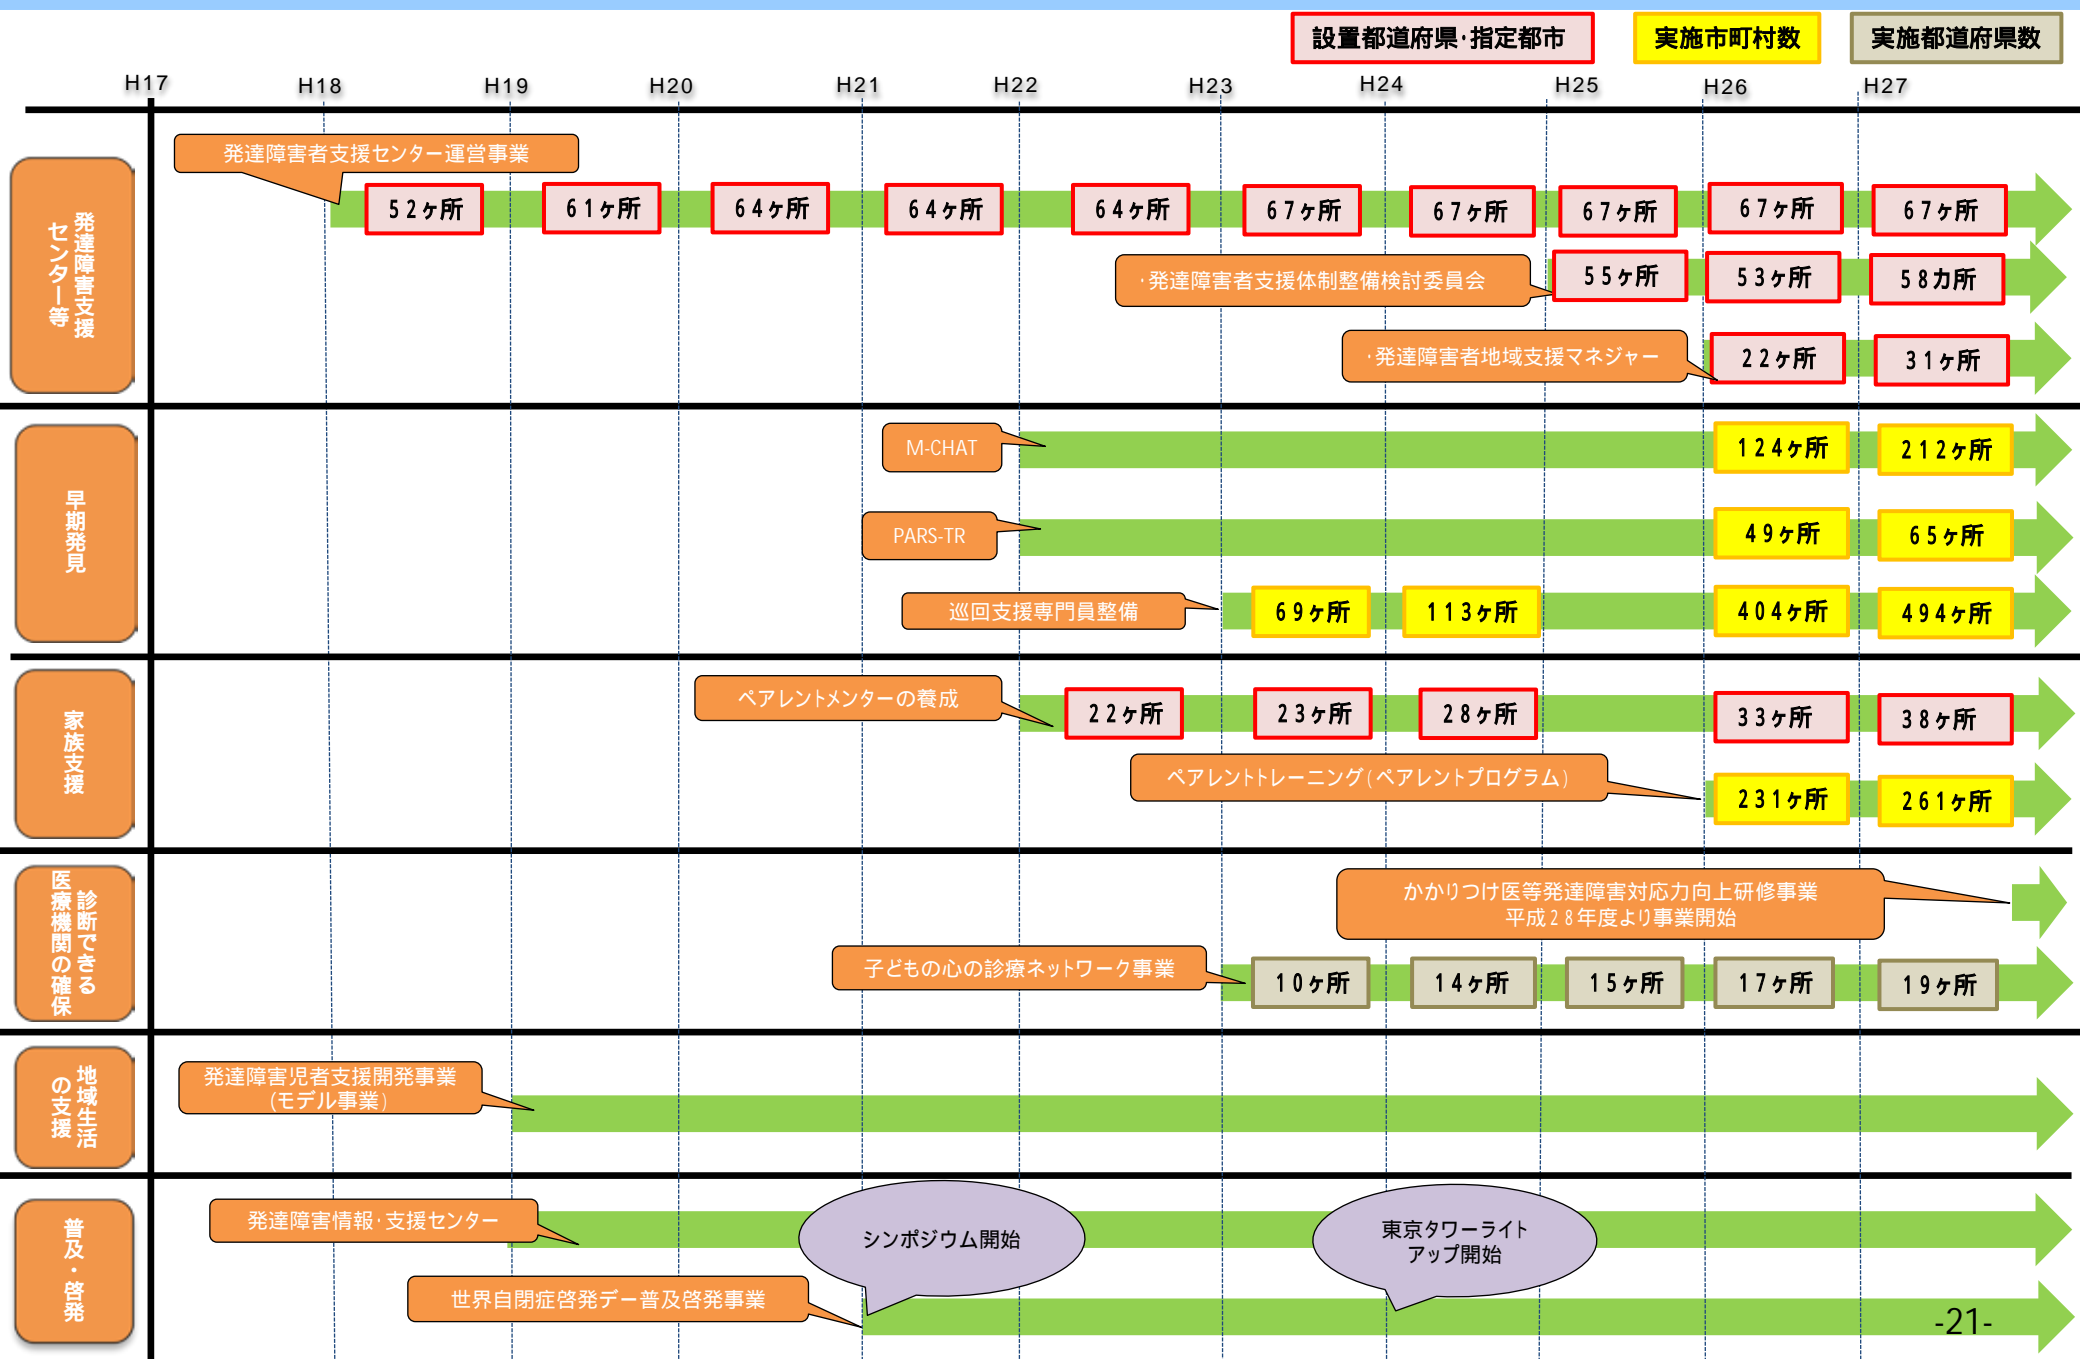 設置都道府県・指定都市
実施市町村数
実施都道府県数
H17
H18
H19
H20
H21
H22
H23
H24
H25
H26
H27
発達障害支援
センター等
発達障害者支援センター運営事業
52ヶ所
61ヶ所
64ヶ所
64ヶ所
64ヶ所
67ヶ所
67ヶ所
67ヶ所
67ヶ所
67ヶ所
・発達障害者支援体制整備検討委員会
55ヶ所
53ヶ所
58カ所
・発達障害者地域支援マネジャー
22ヶ所
31ヶ所
早期発見
M-CHAT
124ヶ所
212ヶ所
PARS-TR
49ヶ所
65ヶ所
巡回支援専門員整備
69ヶ所
113ヶ所
404ヶ所
494ヶ所
家族支援
ペアレントメンターの養成
22ヶ所
23ヶ所
28ヶ所
33ヶ所
38ヶ所
ペアレントトレーニング(ペアレントプログラム)
231ヶ所
261ヶ所
診断できる
医療機関の確保
かかりつけ医等発達障害対応力向上研修事業
平成28年度より事業開始
子どもの心の診療ネットワーク事業
10ヶ所
14ヶ所
15ヶ所
17ヶ所
19ヶ所
地域生活
の支援
発達障害児者支援開発事業
(モデル事業)
普及・啓発
発達障害情報・支援センター
シンポジウム開始
東京タワーライト
アップ開始
世界自閉症啓発デー普及啓発事業
-21-